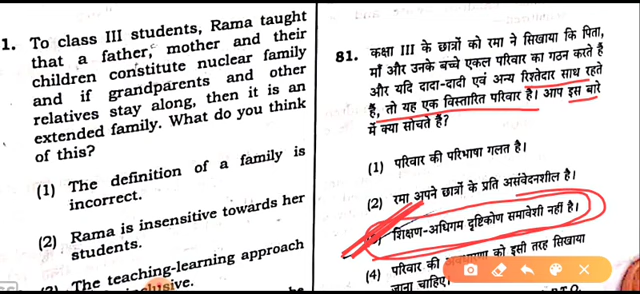 1. To class III students, Rama taught
that a father, mother and their
children constitute nuclear family
and if grandparents and other
relatives stay along, then it is an
extended family. What do you think
of this?
(1) The definition of a family is
incorrect.
(2) Rama is insensitive towards her
students.
The teaching-learning approach
81. कक्षा III के छात्रों को रमा ने सिखाया कि पिता,
माँ और उनके बच्चे एकल परिवार का गठन करते हैं
और यदि दादा-दादी एवं अन्य रिश्तेदार साथ रहते
हैं, तो यह एक विस्तारित परिवार है। आप इस बारे
में क्या सोचते हैं?
(1) परिवार की परिभाषा गलत है।
(2) रमा अपने छात्रों के प्रति असंवेदनशील है।
शिक्षण-अधिगम दृष्टिकोण समावेशी नहीं है।
(4) परिवार की को इसी तरह सिखाया
जाना चाहिए।